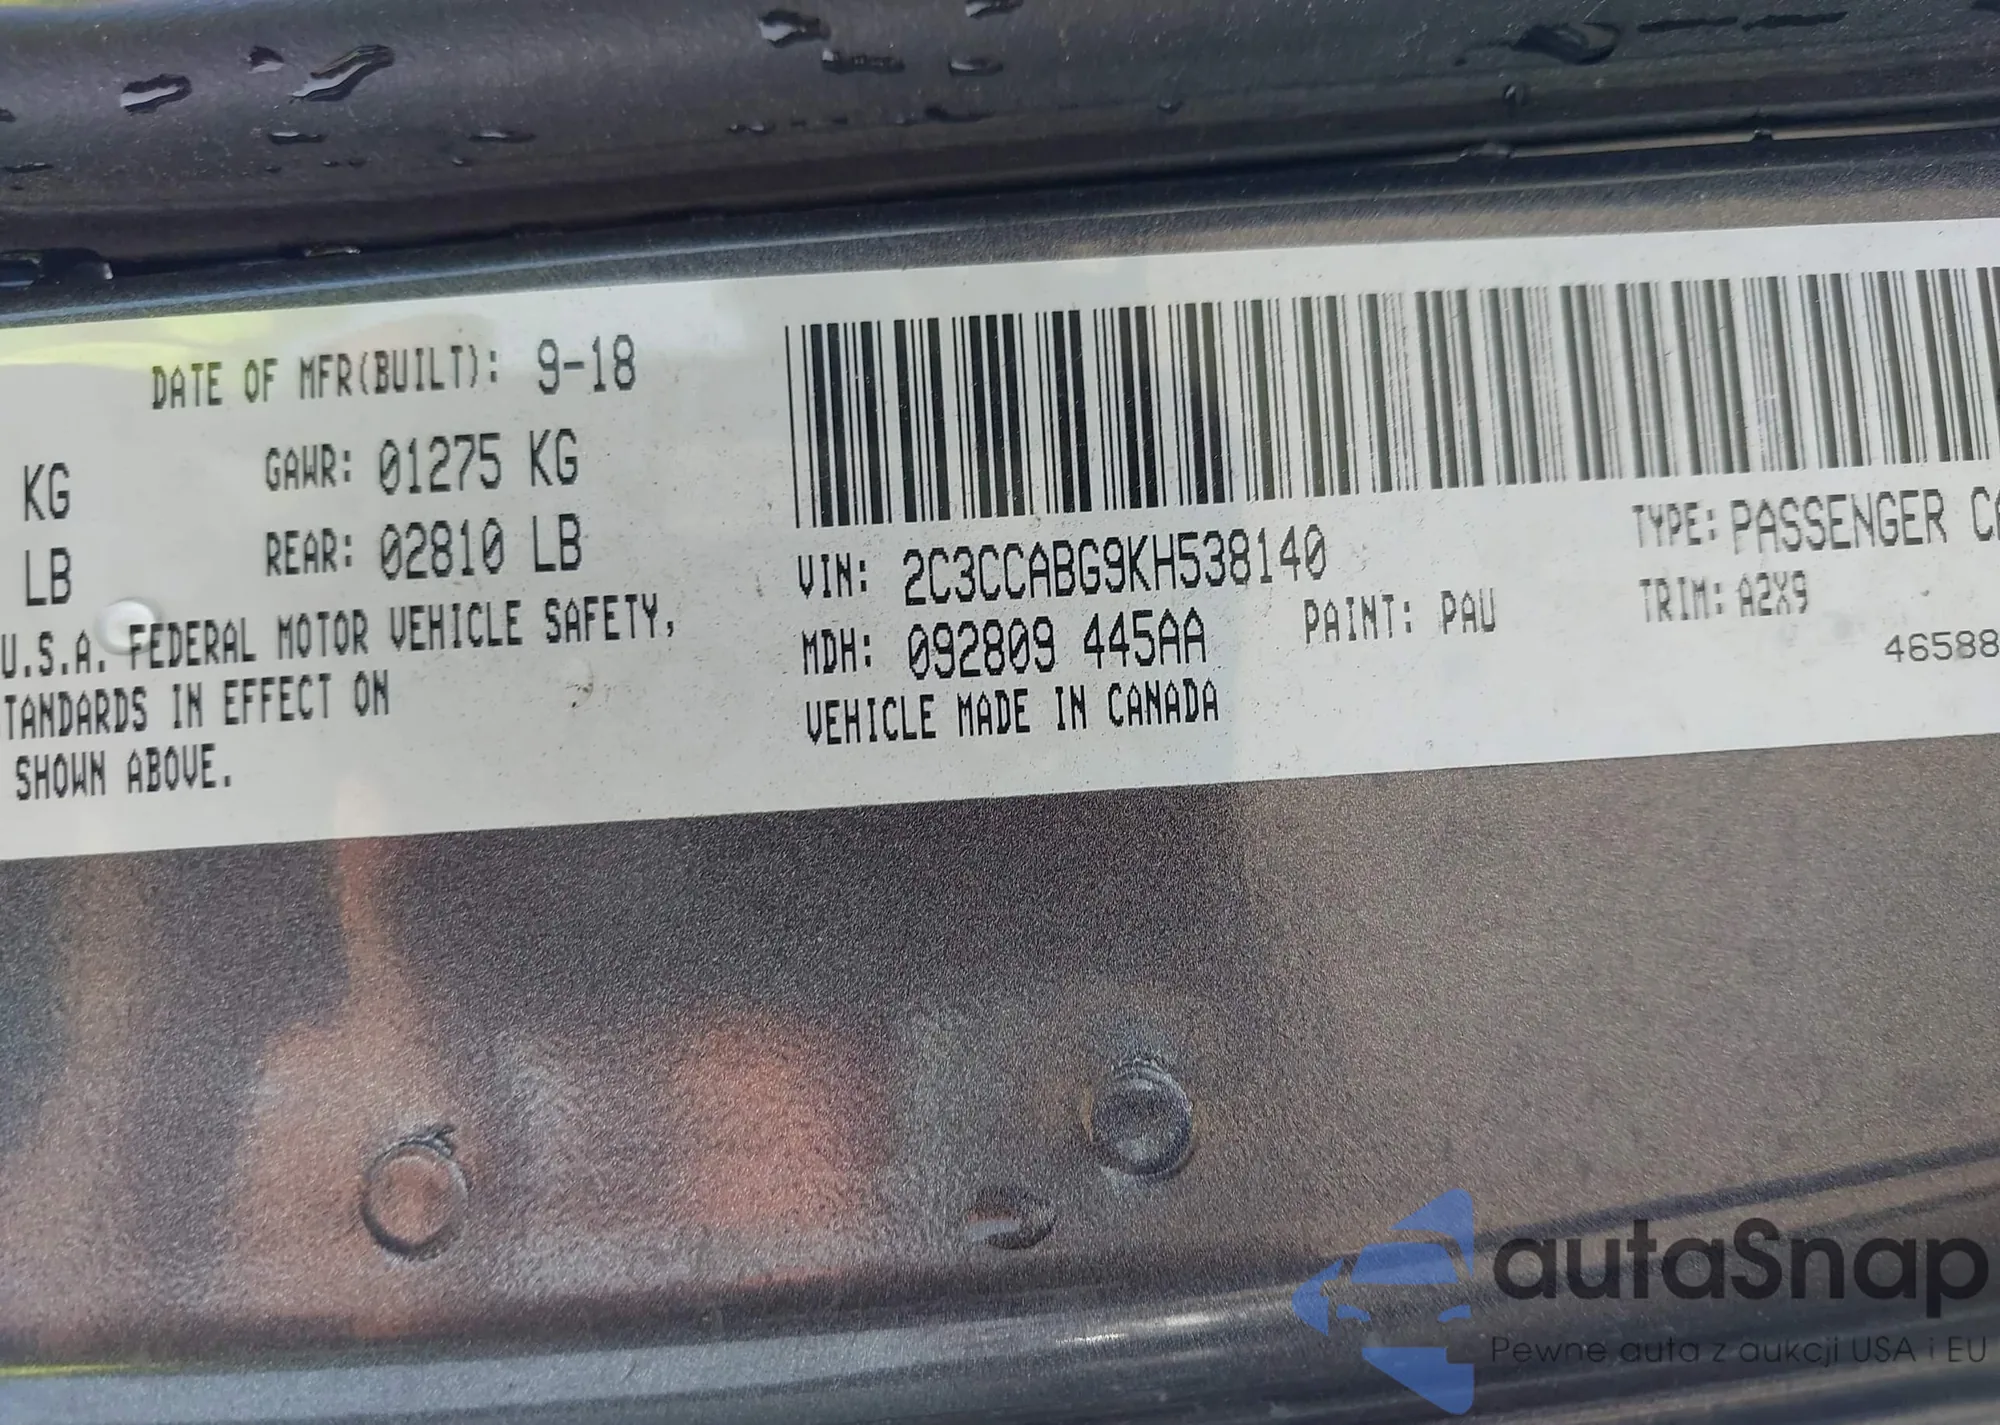 DATE OF MFR(BUILT): 9-18
KG GAWR: 01275 KG
LB REAR: 02810 LB
U.S.A. FEDERAL MOTOR VEHICLE SAFETY,
TANDARDS IN EFFECT ON
SHOWN ABOVE.
VIN: 2C3CCABG9KH538140 TYPE: PASSENGER CA
MDH: 092809 445AA PAINT: PAU TRIM: A2X9
VEHICLE MADE IN CANADA 46588
autaSnap
Pewne auta z aukcji USA i EU